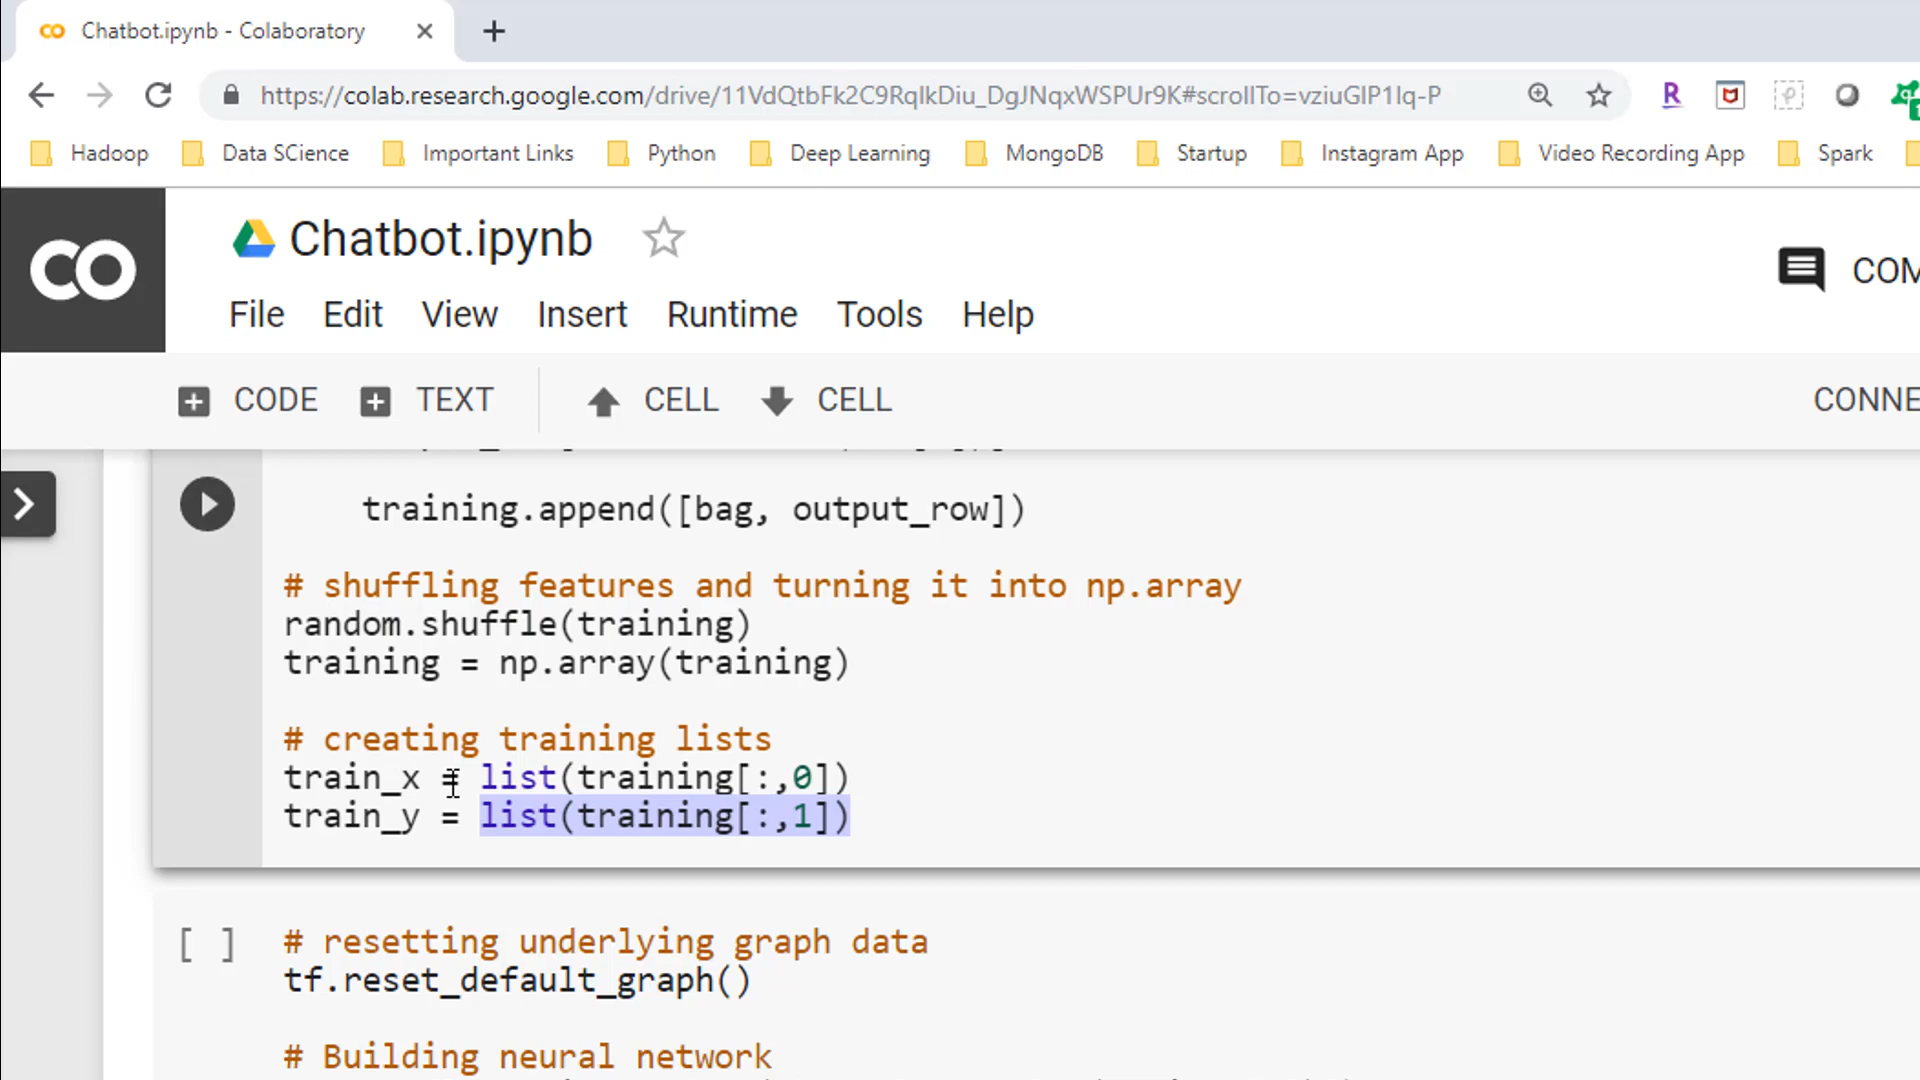 Chatbot.ipynb - Colaboratory
https://colab.research.google.com/drive/11VdQtbFk2C9RqIkDiu_DgJNqxWSPUr9K#scrollTo=vziuGlP1Iq-P
Hadoop Data SCience Important Links Python Deep Learning MongoDB Startup Instagram App Video Recording App Spark
CO Chatbot.ipynb
COM
File Edit View Insert Runtime Tools Help
CODE TEXT CELL CELL CONNE
training.append([bag, output_row])
# shuffling features and turning it into np.array
random.shuffle(training)
training = np.array(training)
# creating training lists
train_x = list(training[:,0])
train_y = list(training[:,1])
[ ] # resetting underlying graph data
tf.reset_default_graph()
# Building neural network